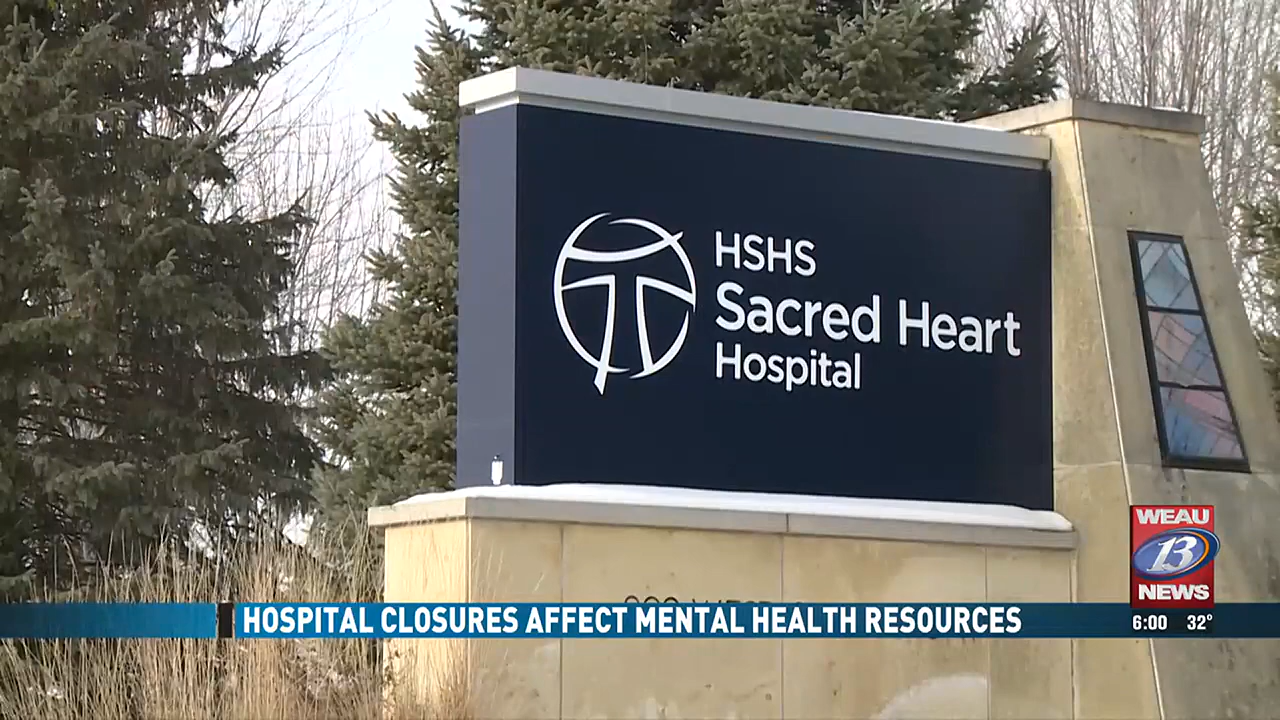 HSHS
Sacred Heart
Hospital
WEAU
13
NEWS
HOSPITAL CLOSURES AFFECT MENTAL HEALTH RESOURCES
6:00 32°